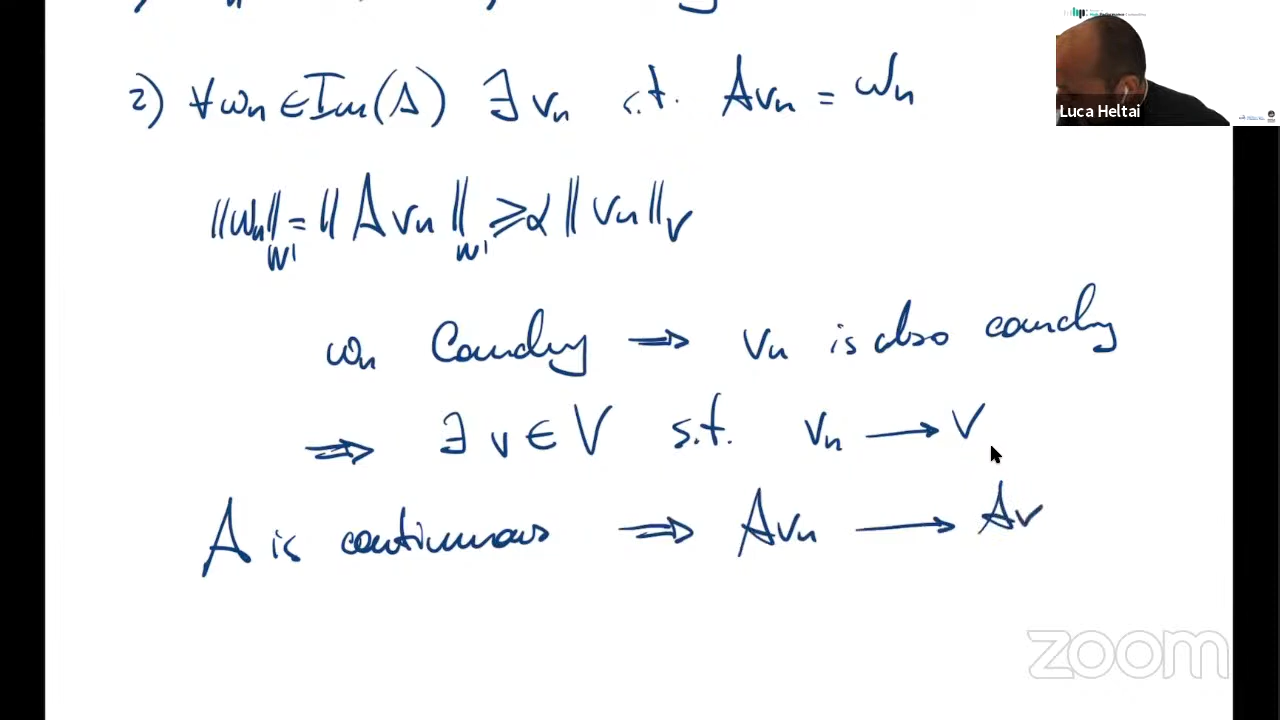 2) ∀ wn ∈ Im(A) ∃ vn s.t. Avn = wn
||wn||W' = ||Avn||W' ≥ α ||vn||V
wn Cauchy ⟶ vn is also cauchy
⟹ ∃ v ∈ V s.t. vn ⟶ v
A is continuous ⟹ Avn ⟶ Av
Luca Heltai
zoom